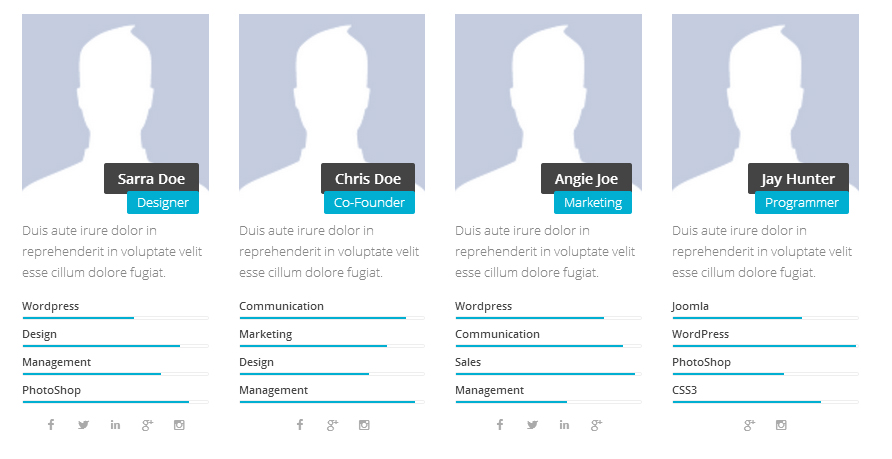 Sarra Doe
Designer
Duis aute irure dolor in
reprehenderit in voluptate velit
esse cillum dolore fugiat.
Wordpress
Design
Management
PhotoShop
Chris Doe
Co-Founder
Duis aute irure dolor in
reprehenderit in voluptate velit
esse cillum dolore fugiat.
Communication
Marketing
Design
Management
Angie Joe
Marketing
Duis aute irure dolor in
reprehenderit in voluptate velit
esse cillum dolore fugiat.
Wordpress
Communication
Sales
Management
Jay Hunter
Programmer
Duis aute irure dolor in
reprehenderit in voluptate velit
esse cillum dolore fugiat.
Joomla
WordPress
PhotoShop
CSS3